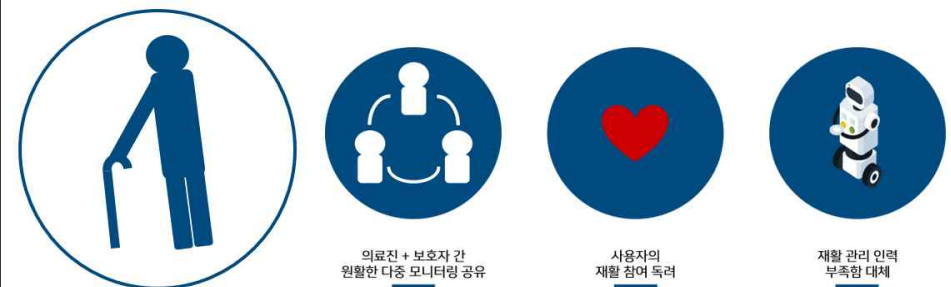 의료진 + 보호자 간
원활한 다중 모니터링 공유
사용자의
재활 참여 독려
재활 관리 인력
부족함 대체